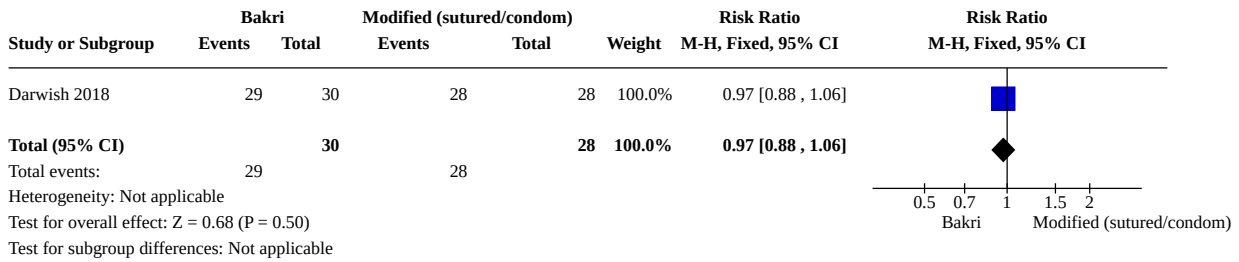 Bakri Modified (sutured/condom) Risk Ratio Risk Ratio
Study or Subgroup Events Total Events Total Weight M-H, Fixed, 95% CI M-H, Fixed, 95% CI
Darwish 2018 29 30 28 28 100.0% 0.97 [0.88 , 1.06]
Total (95% CI) 30 28 100.0% 0.97 [0.88 , 1.06]
Total events: 29 28
Heterogeneity: Not applicable
0.5 0.7 1 1.5 2
Test for overall effect: Z = 0.68 (P = 0.50) Bakri Modified (sutured/condom)
Test for subgroup differences: Not applicable